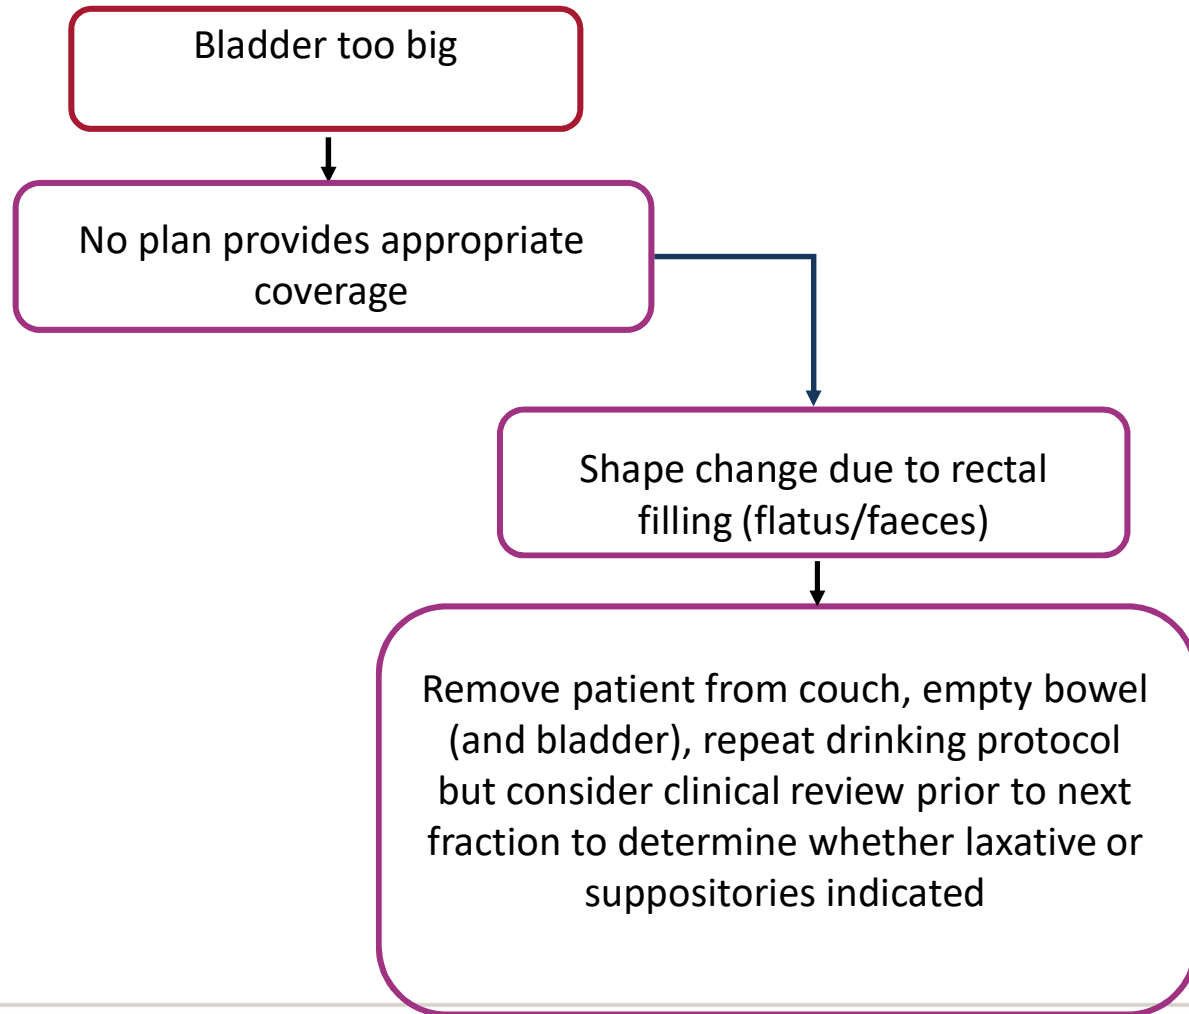 Bladder too big
No plan provides appropriate
coverage
Shape change due to rectal
filling (flatus/faeces)
Remove patient from couch, empty bowel
(and bladder), repeat drinking protocol
but consider clinical review prior to next
fraction to determine whether laxative or
suppositories indicated